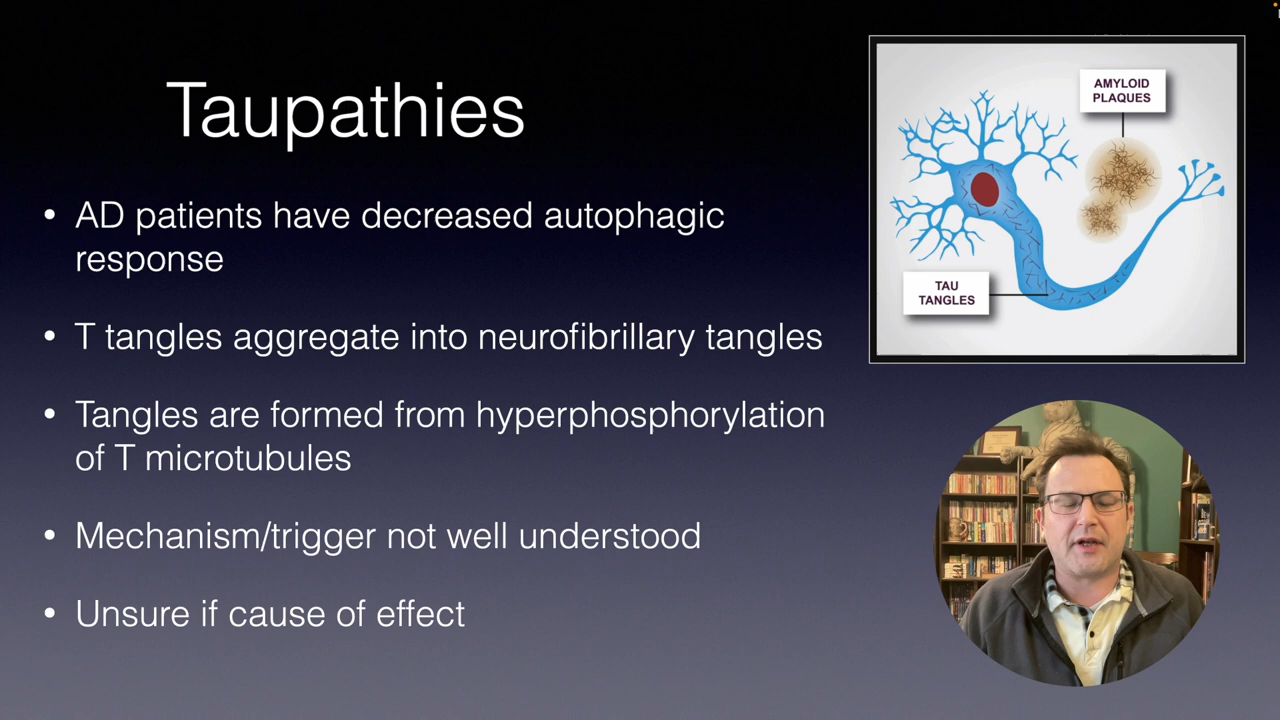 Taupathies
• AD patients have decreased autophagic
response
• T tangles aggregate into neurofibrillary tangles
• Tangles are formed from hyperphosphorylation
of T microtubules
• Mechanism/trigger not well understood
• Unsure if cause of effect
AMYLOID
PLAQUES
TAU
TANGLES